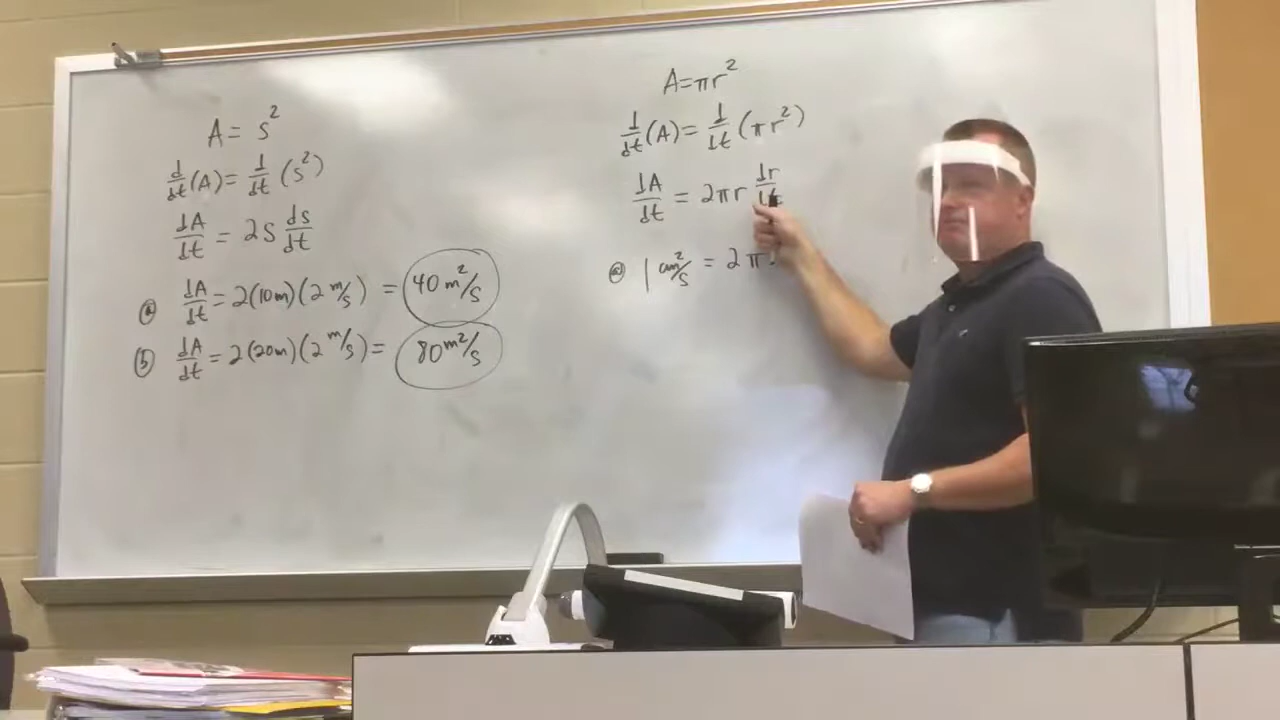 A = s²
d/dt(A) = d/dt (s²)
dA/dt = 2s ds/dt
ⓐ dA/dt = 2(10m)(2 m/s) = 40 m²/s
ⓑ dA/dt = 2(20m)(2 m/s) = 80 m²/s
A = πr²
d/dt(A) = d/dt (πr²)
dA/dt = 2πr dr/dt
ⓐ 1 cm²/s = 2π